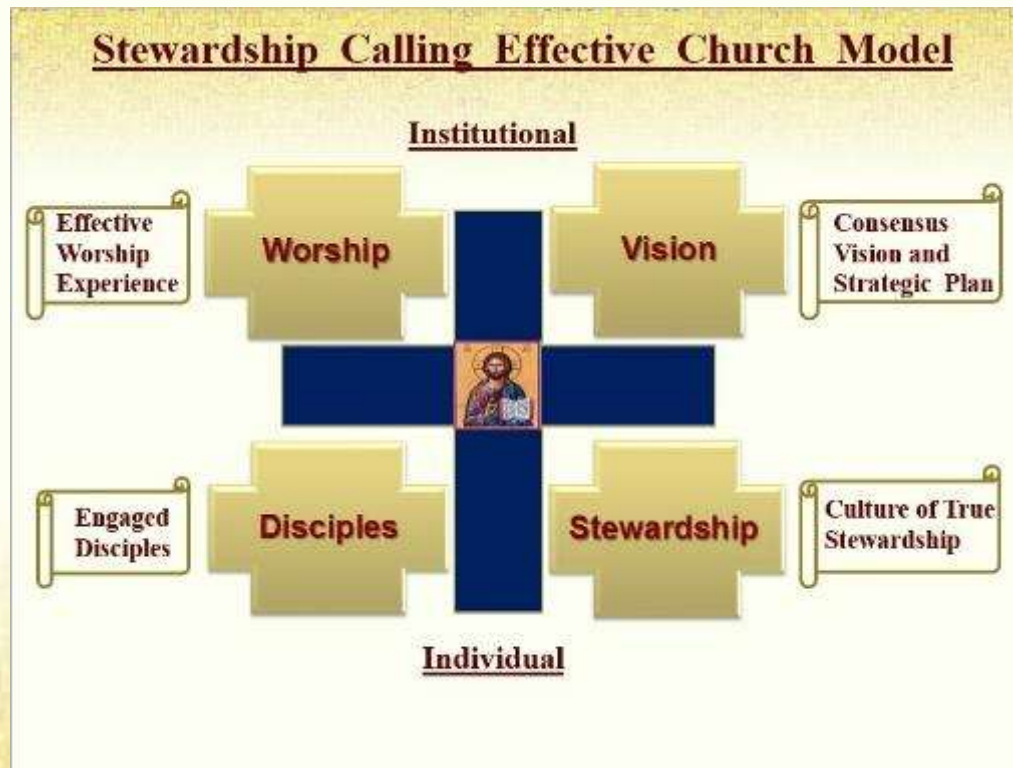 Stewardship Calling Effective Church Model
Institutional
Effective
Worship
Experience
Worship
Vision
Consensus
Vision and
Strategic Plan
Engaged
Disciples
Disciples
Stewardship
Culture of True
Stewardship
Individual